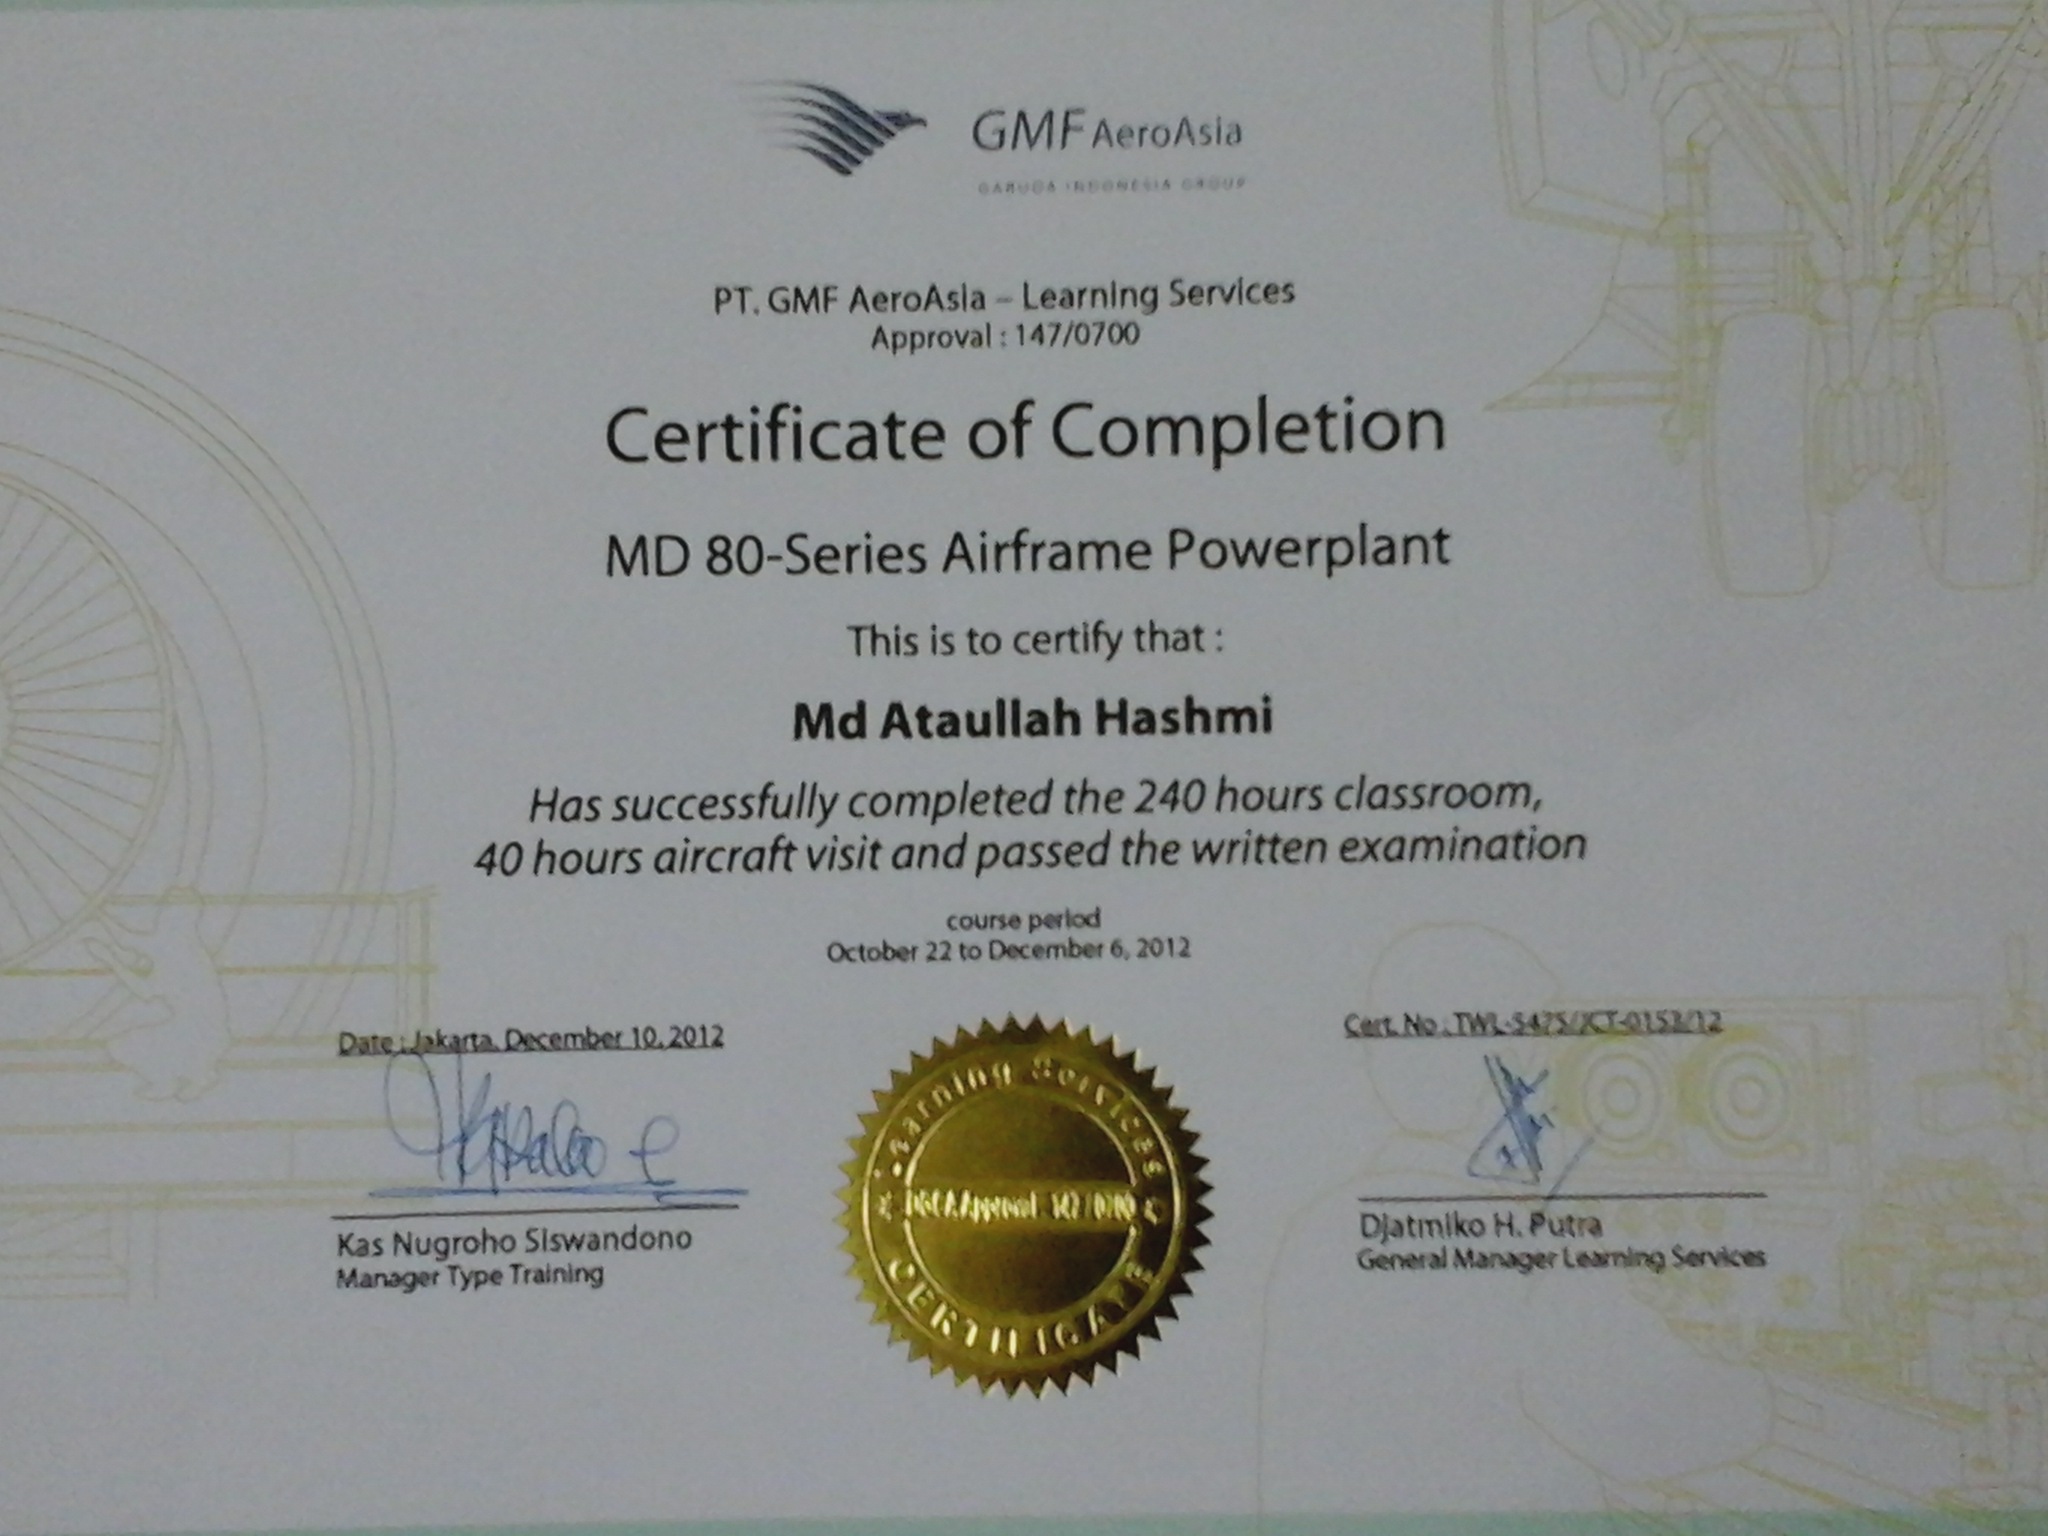 GMF AeroAsia
GARUDA INDONESIA GROUP
PT. GMF AeroAsia – Learning Services
Approval : 147/0700
Certificate of Completion
MD 80-Series Airframe Powerplant
This is to certify that :
Md Ataullah Hashmi
Has successfully completed the 240 hours classroom,
40 hours aircraft visit and passed the written examination
course period
October 22 to December 6, 2012
Date : Jakarta, December 10, 2012
Cert. No : TWL-5475/JCT-0153/12
Learning Services
DGCA Approval 147/0700
CERTIFICATE
Kas Nugroho Siswandono
Manager Type Training
Djatmiko H. Putra
General Manager Learning Services